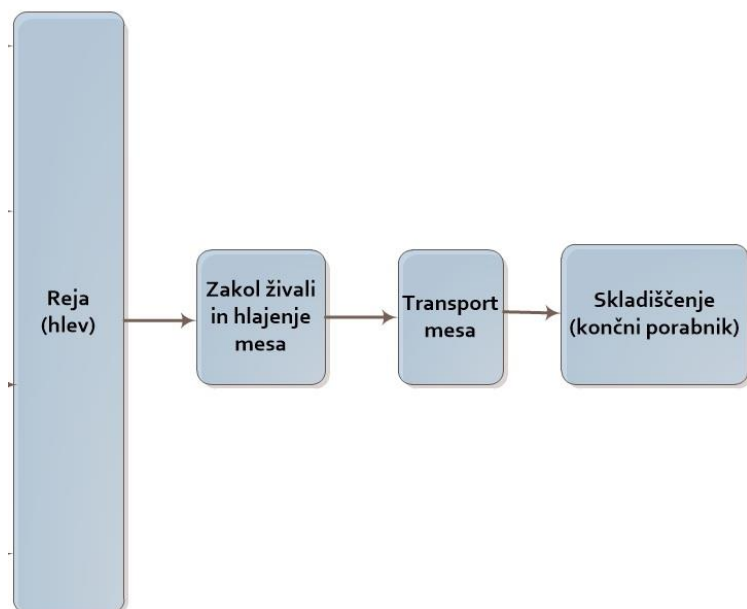 Reja
(hlev)
Zakol živali
in hlajenje
mesa
Transport
mesa
Skladiščenje
(končni porabnik)